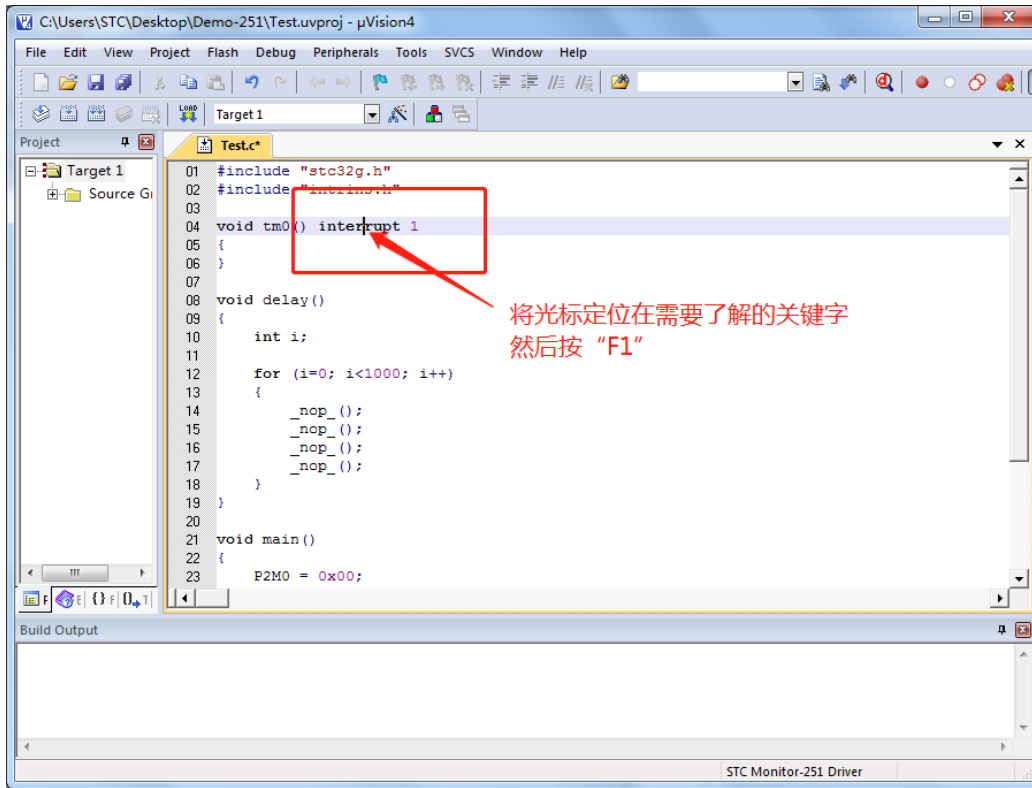 C:\Users\STC\Desktop\Demo-251\Test.uvproj - µVision4
File Edit View Project Flash Debug Peripherals Tools SVCS Window Help
LOAD Target 1
Project
Test.c*
Target 1
Source G
01 #include "stc32g.h"
02 #include "intrins.h"
03
04 void tm0() interrupt 1
05 {
06 }
07
08 void delay()
09 {
10 int i;
11
12 for (i=0; i<1000; i++)
13 {
14 _nop_();
15 _nop_();
16 _nop_();
17 _nop_();
18 }
19 }
20
21 void main()
22 {
23 P2M0 = 0x00;
将光标定位在需要了解的关键字
然后按“F1”
Build Output
STC Monitor-251 Driver